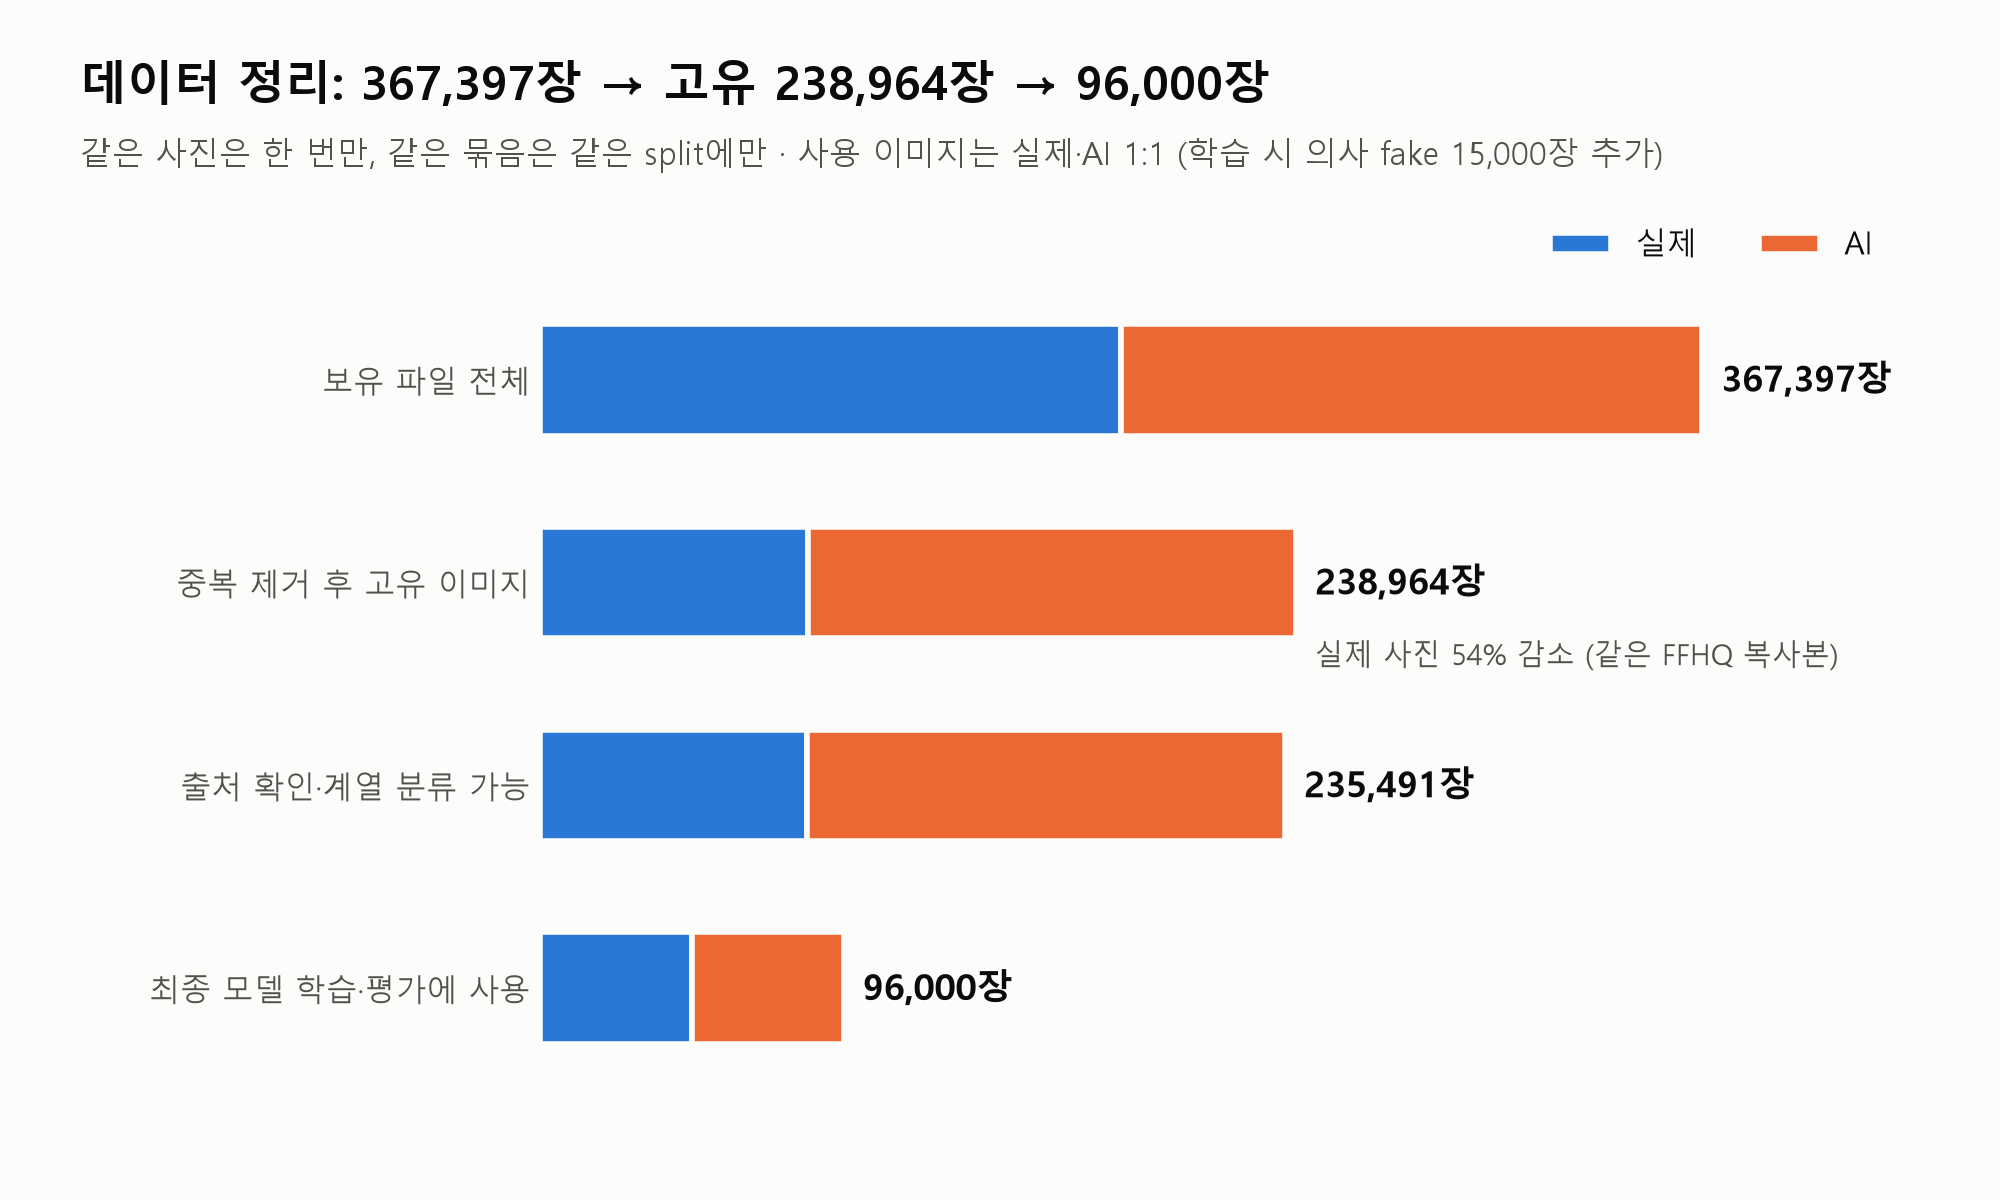 데이터 정리: 367,397장 → 고유 238,964장 → 96,000장
같은 사진은 한 번만, 같은 묶음은 같은 split에만 · 사용 이미지는 실제·AI 1:1 (학습 시 의사 fake 15,000장 추가)
실제 AI
보유 파일 전체 367,397장
중복 제거 후 고유 이미지 238,964장
실제 사진 54% 감소 (같은 FFHQ 복사본)
출처 확인·계열 분류 가능 235,491장
최종 모델 학습·평가에 사용 96,000장